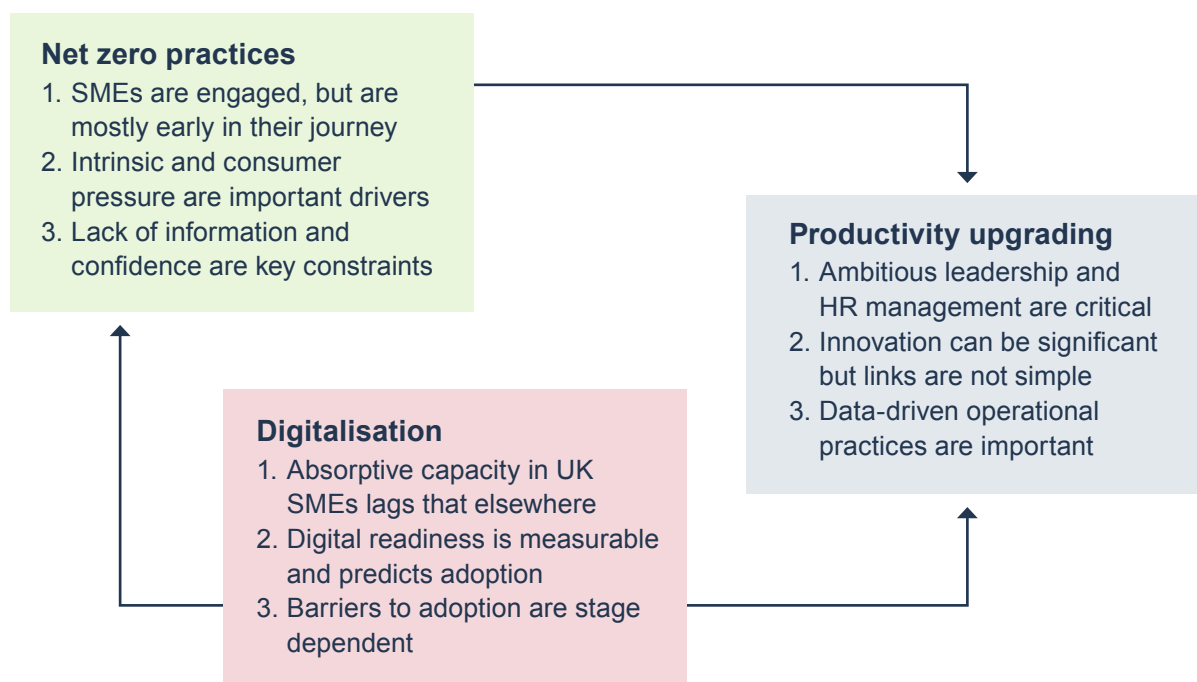 Net zero practices
1. SMEs are engaged, but are
mostly early in their journey
2. Intrinsic and consumer
pressure are important drivers
3. Lack of information and
confidence are key constraints
Productivity upgrading
1. Ambitious leadership and
HR management are critical
2. Innovation can be significant
but links are not simple
3. Data-driven operational
practices are important
Digitalisation
1. Absorptive capacity in UK
SMEs lags that elsewhere
2. Digital readiness is measurable
and predicts adoption
3. Barriers to adoption are stage
dependent